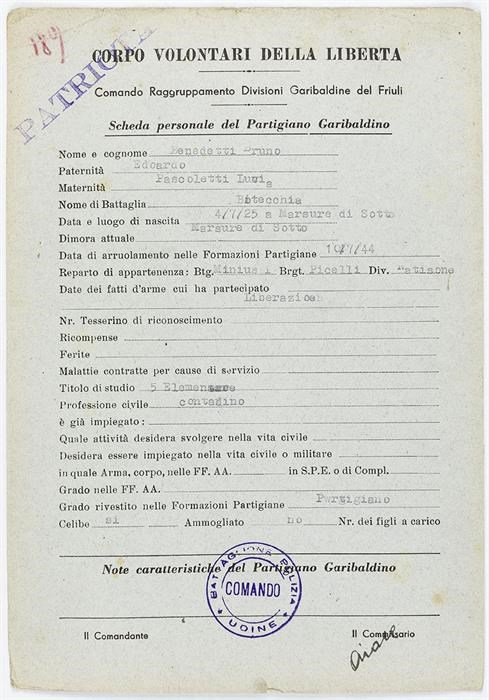 189
PATRIOTA
CORPO VOLONTARI DELLA LIBERTA
Comando Raggruppamento Divisioni Garibaldine del Friuli
Scheda personale del Partigiano Garibaldino
Nome e cognome Benedetti Bruno
Paternità Edoardo
Maternità Pascoletti Luvia
Nome di Battaglia Botecchia
Data e luogo di nascita 4/7/25 a Marsure di Sotto
Dimora attuale Marsure di Sotto
Data di arruolamento nelle Formazioni Partigiane 10/7/44
Reparto di appartenenza: Btg. Minius I Brgt. Picelli Div. Natisone
Date dei fatti d'arme cui ha partecipato
Liberazione
Nr. Tesserino di riconoscimento
Ricompense
Ferite
Malattie contratte per cause di servizio
Titolo di studio 5 Elementare
Professione civile contadino
è già impiegato :
Quale attività desidera svolgere nella vita civile
Desidera essere impiegato nella vita civile o militare
in quale Arma, corpo, nelle FF. AA. in S.P.E. o di Compl.
Grado nelle FF. AA.
Grado rivestito nelle Formazioni Partigiane Partigiano
Celibe si Ammogliato no Nr. dei figli a carico
Note caratteristiche del Partigiano Garibaldino
BATTAGLIONE POLIZIA
COMANDO
UDINE
Il Comandante Il Commissario